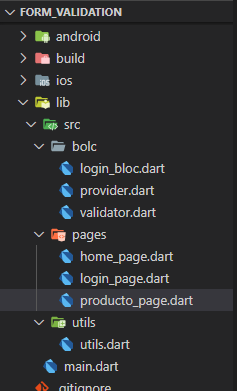 FORM_VALIDATION
android
build
ios
lib
src
bolc
login_bloc.dart
provider.dart
validator.dart
pages
home_page.dart
login_page.dart
producto_page.dart
utils
utils.dart
main.dart
.gitignore